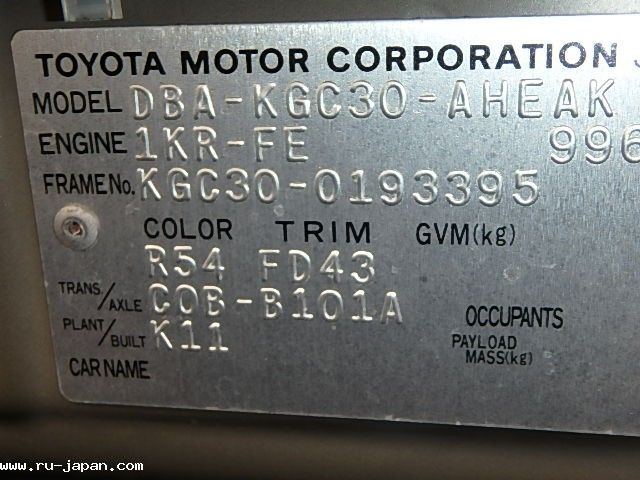 TOYOTA MOTOR CORPORATION
MODEL DBA-KGC30-AHEAK
ENGINE 1KR-FE 996
FRAME No. KGC30-0193395
COLOR TRIM GVM(kg)
R54 FD43
TRANS./AXLE C0B-B101A
OCCUPANTS
PLANT/BUILT K11
PAYLOAD
MASS(kg)
CAR NAME
www.ru-japan.com